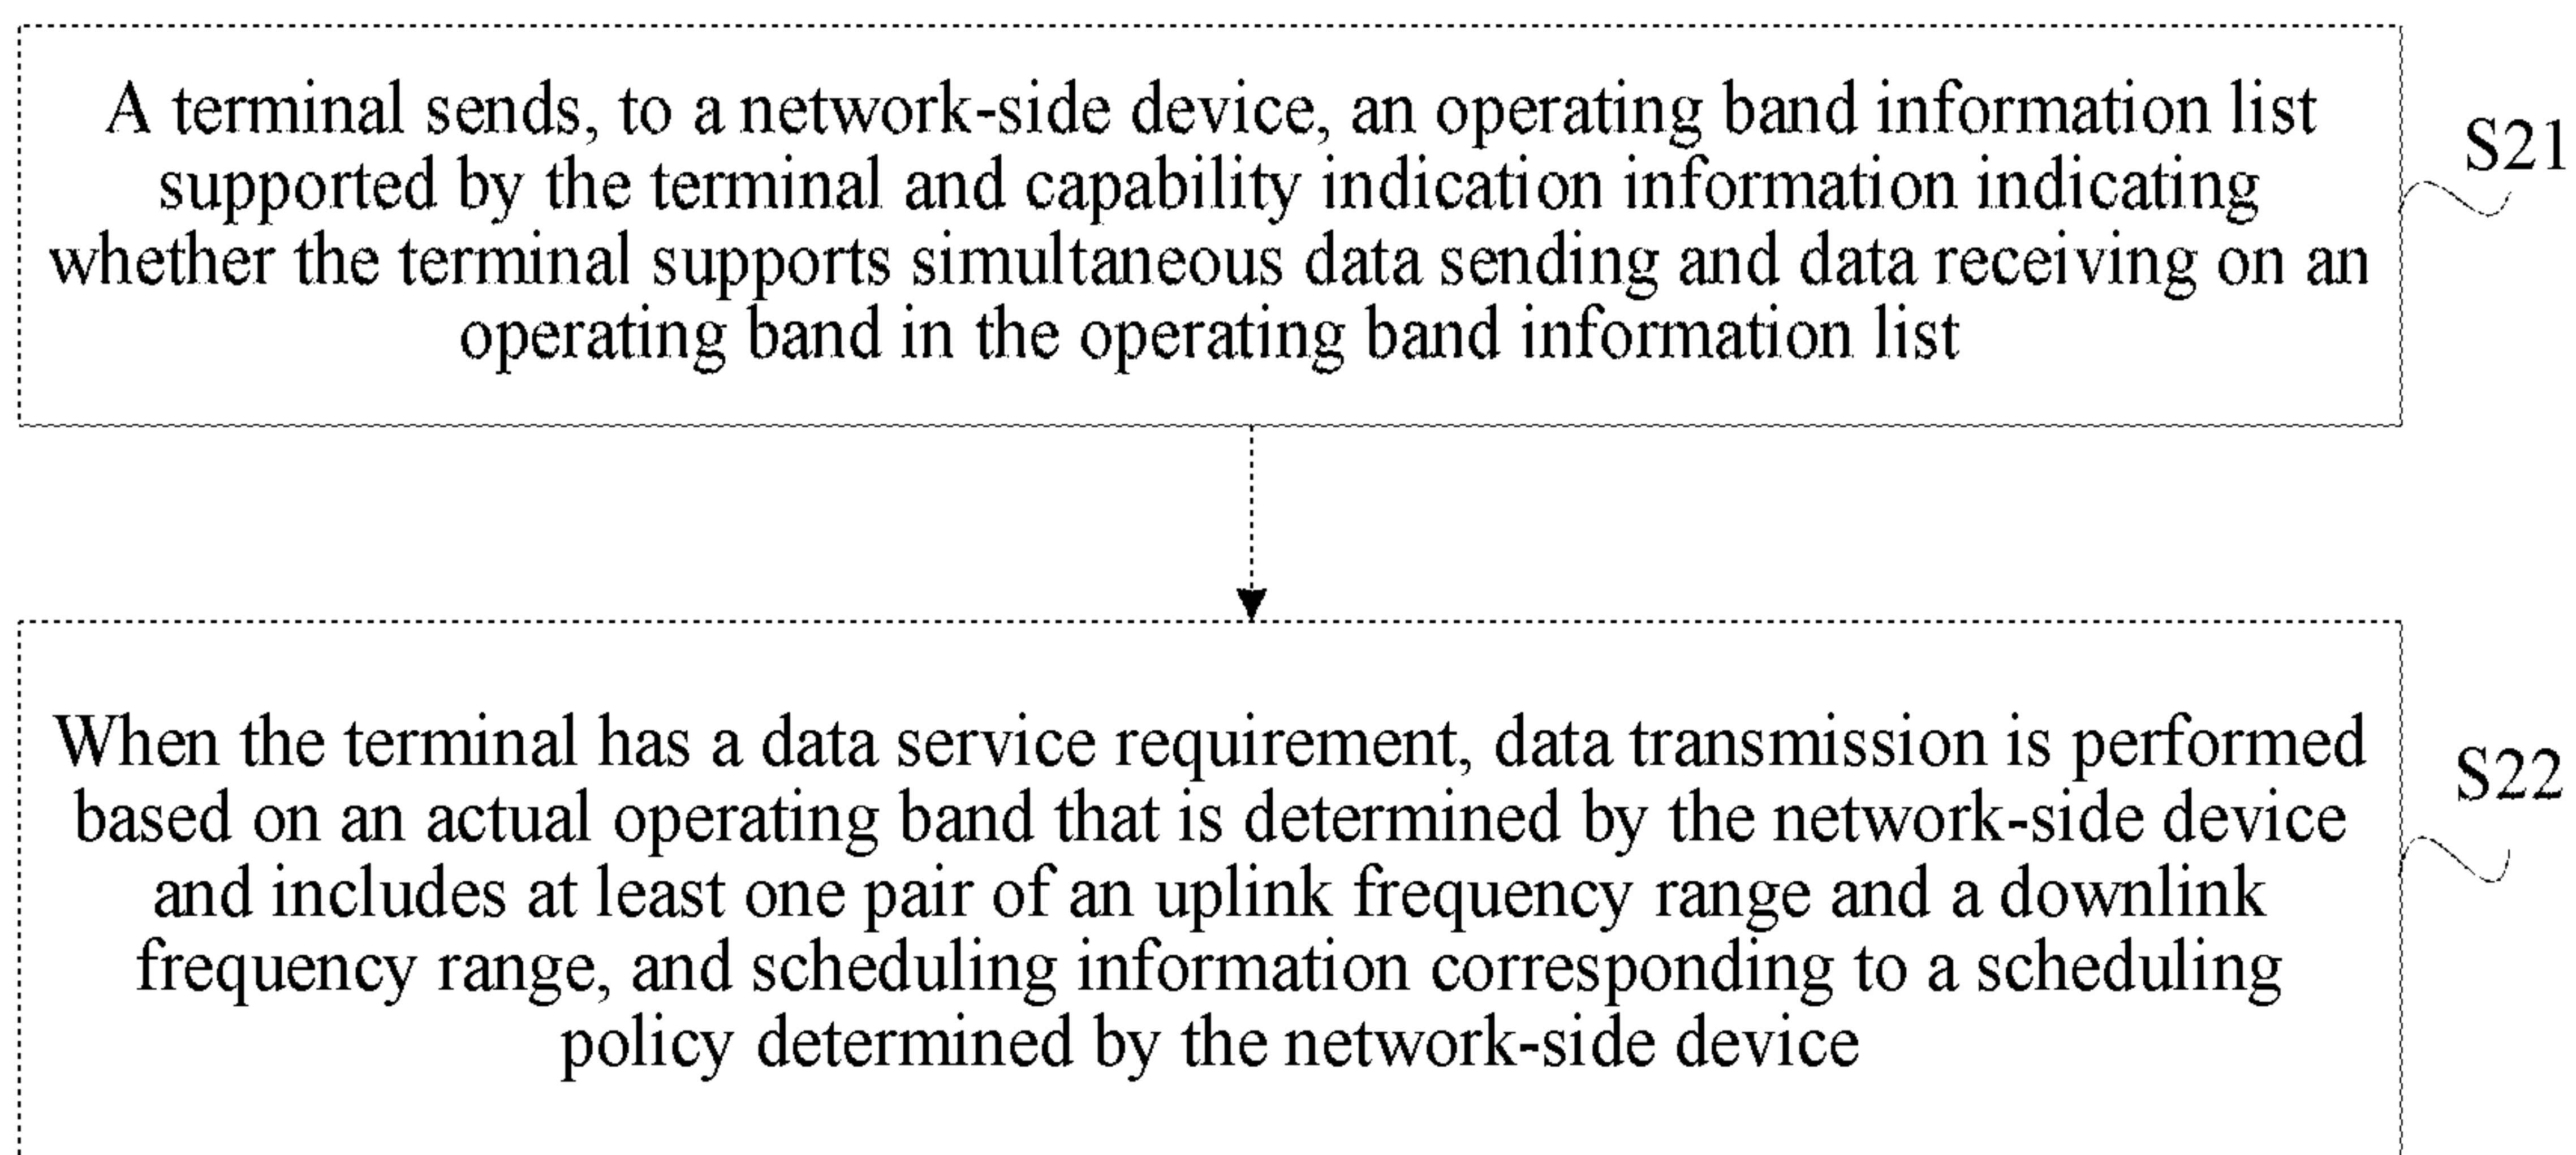 A terminal sends, to a network-side device, an operating band information list
supported by the terminal and capability indication information indicating
whether the terminal supports simultaneous data sending and data receiving on an
operating band in the operating band information list
S21
When the terminal has a data service requirement, data transmission is performed
based on an actual operating band that is determined by the network-side device
and includes at least one pair of an uplink frequency range and a downlink
frequency range, and scheduling information corresponding to a scheduling
policy determined by the network-side device
S22